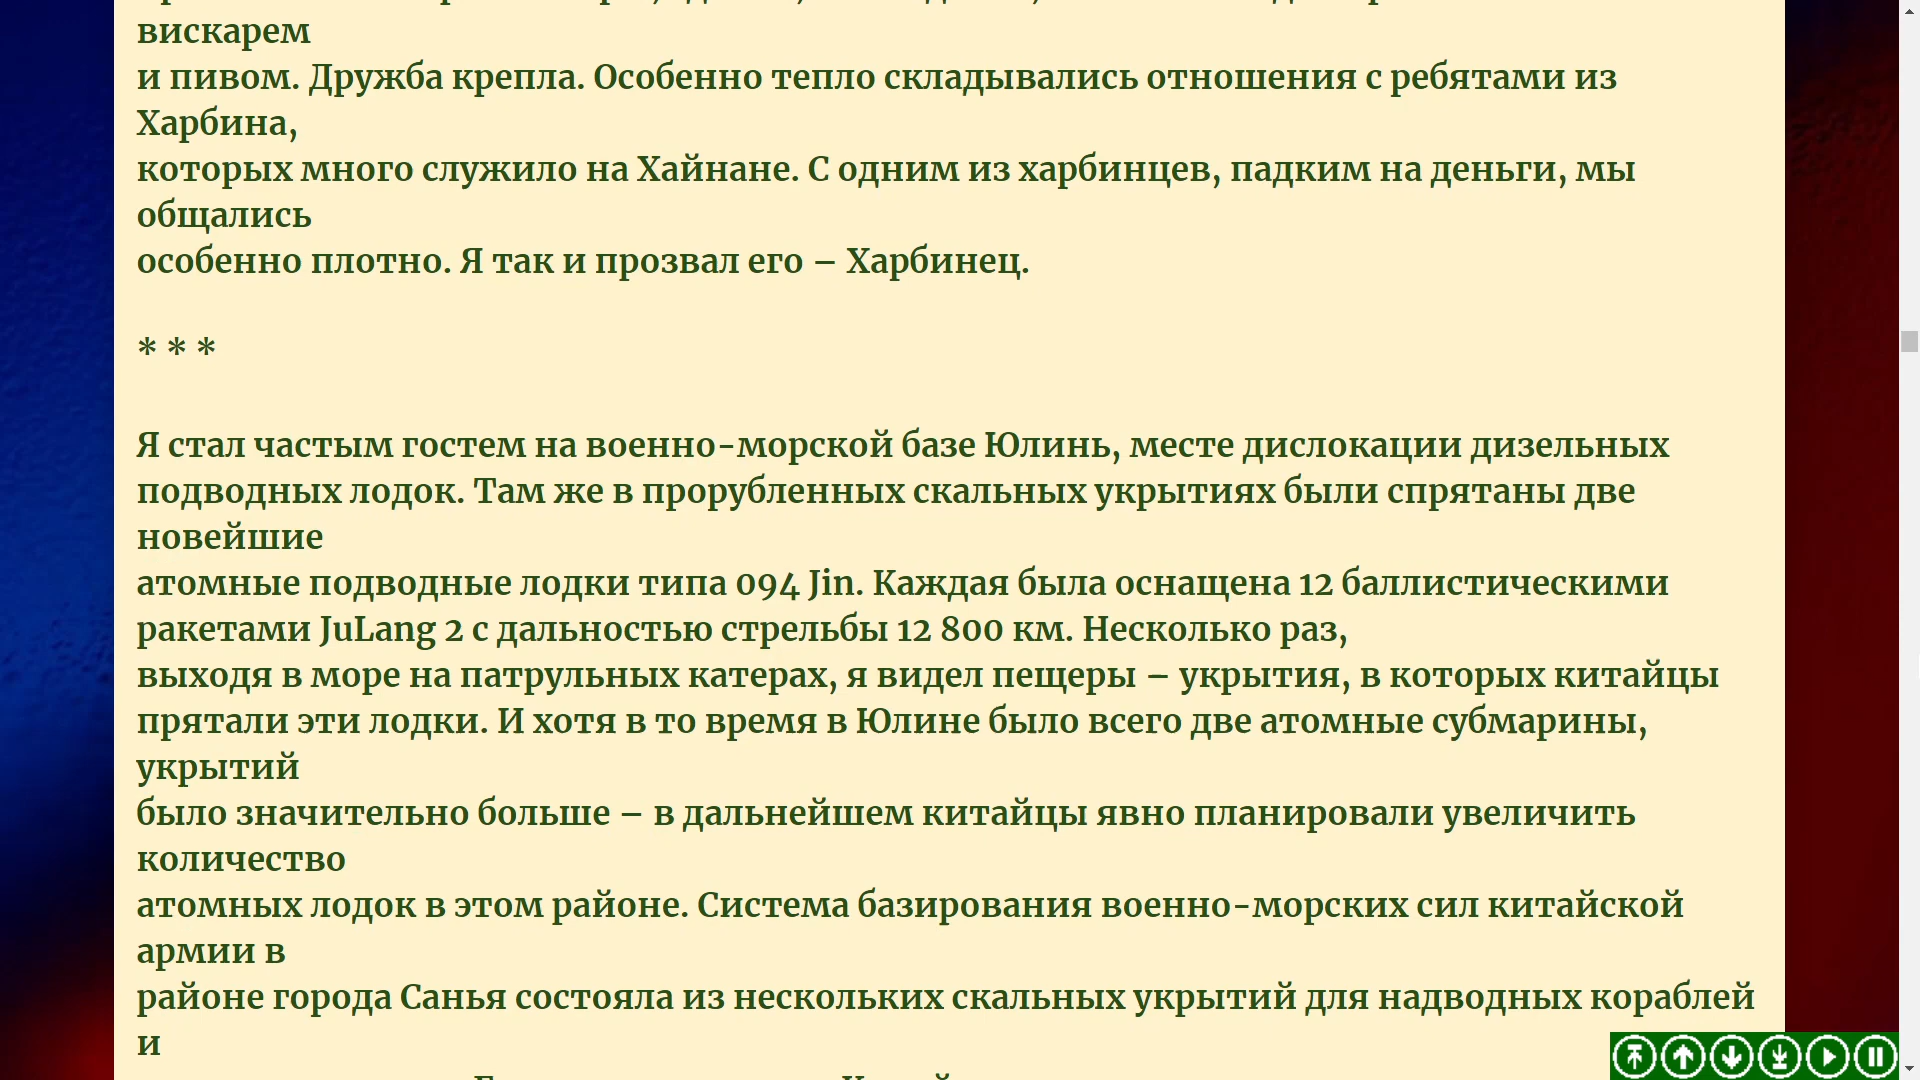 вискарем
и пивом. Дружба крепла. Особенно тепло складывались отношения с ребятами из
Харбина,
которых много служило на Хайнане. С одним из харбинцев, падким на деньги, мы
общались
особенно плотно. Я так и прозвал его – Харбинец.
* * *
Я стал частым гостем на военно-морской базе Юлинь, месте дислокации дизельных
подводных лодок. Там же в прорубленных скальных укрытиях были спрятаны две
новейшие
атомные подводные лодки типа 094 Jin. Каждая была оснащена 12 баллистическими
ракетами JuLang 2 с дальностью стрельбы 12 800 км. Несколько раз,
выходя в море на патрульных катерах, я видел пещеры – укрытия, в которых китайцы
прятали эти лодки. И хотя в то время в Юлине было всего две атомные субмарины,
укрытий
было значительно больше – в дальнейшем китайцы явно планировали увеличить
количество
атомных лодок в этом районе. Система базирования военно-морских сил китайской
армии в
районе города Санья состояла из нескольких скальных укрытий для надводных кораблей
и